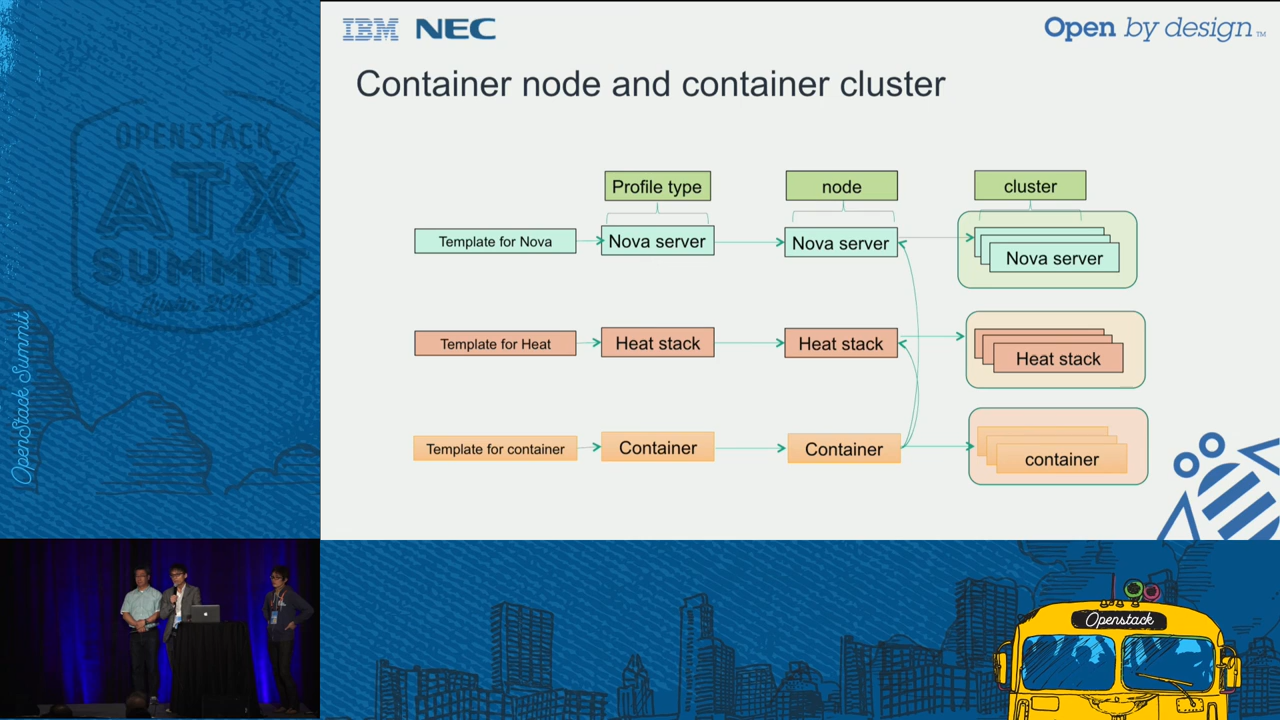 IBM NEC
Open by design™
Container node and container cluster
Profile type
node
cluster
Template for Nova
Nova server
Nova server
Nova server
Template for Heat
Heat stack
Heat stack
Heat stack
Template for container
Container
Container
container
OPENSTACK
ATX
SUMMIT
OpenStack Summit
Openstack